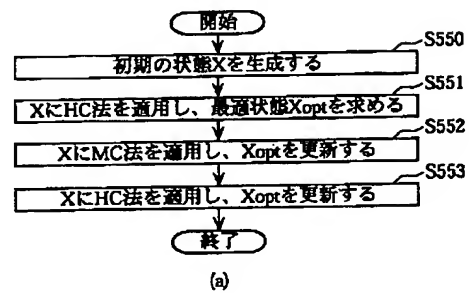 開始
S550
初期の状態Xを生成する
S551
XにHC法を適用し、最適状態Xoptを求める
S552
XにMC法を適用し、Xoptを更新する
S553
XにHC法を適用し、Xoptを更新する
終了
(a)